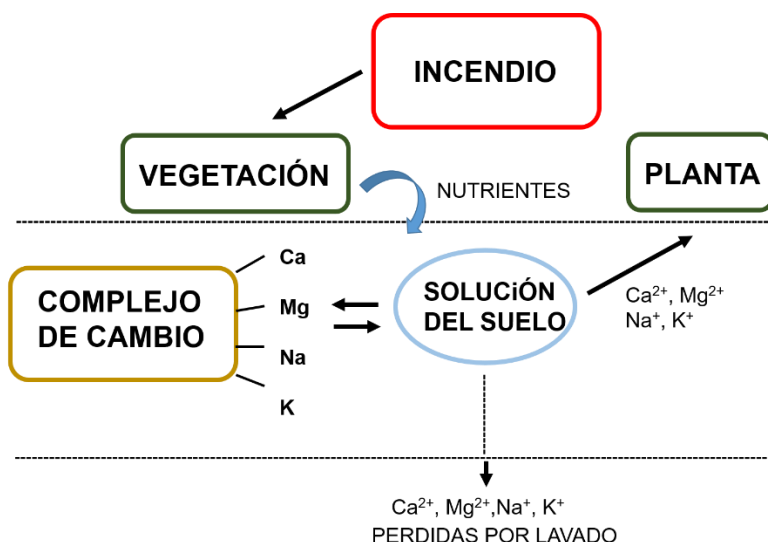 INCENDIO
VEGETACIÓN
PLANTA
NUTRIENTES
COMPLEJO
DE CAMBIO
Ca
Mg
Na
K
SOLUCiÓN
DEL SUELO
Ca²⁺, Mg²⁺
Na⁺, K⁺
Ca²⁺, Mg²⁺,Na⁺, K⁺
PERDIDAS POR LAVADO